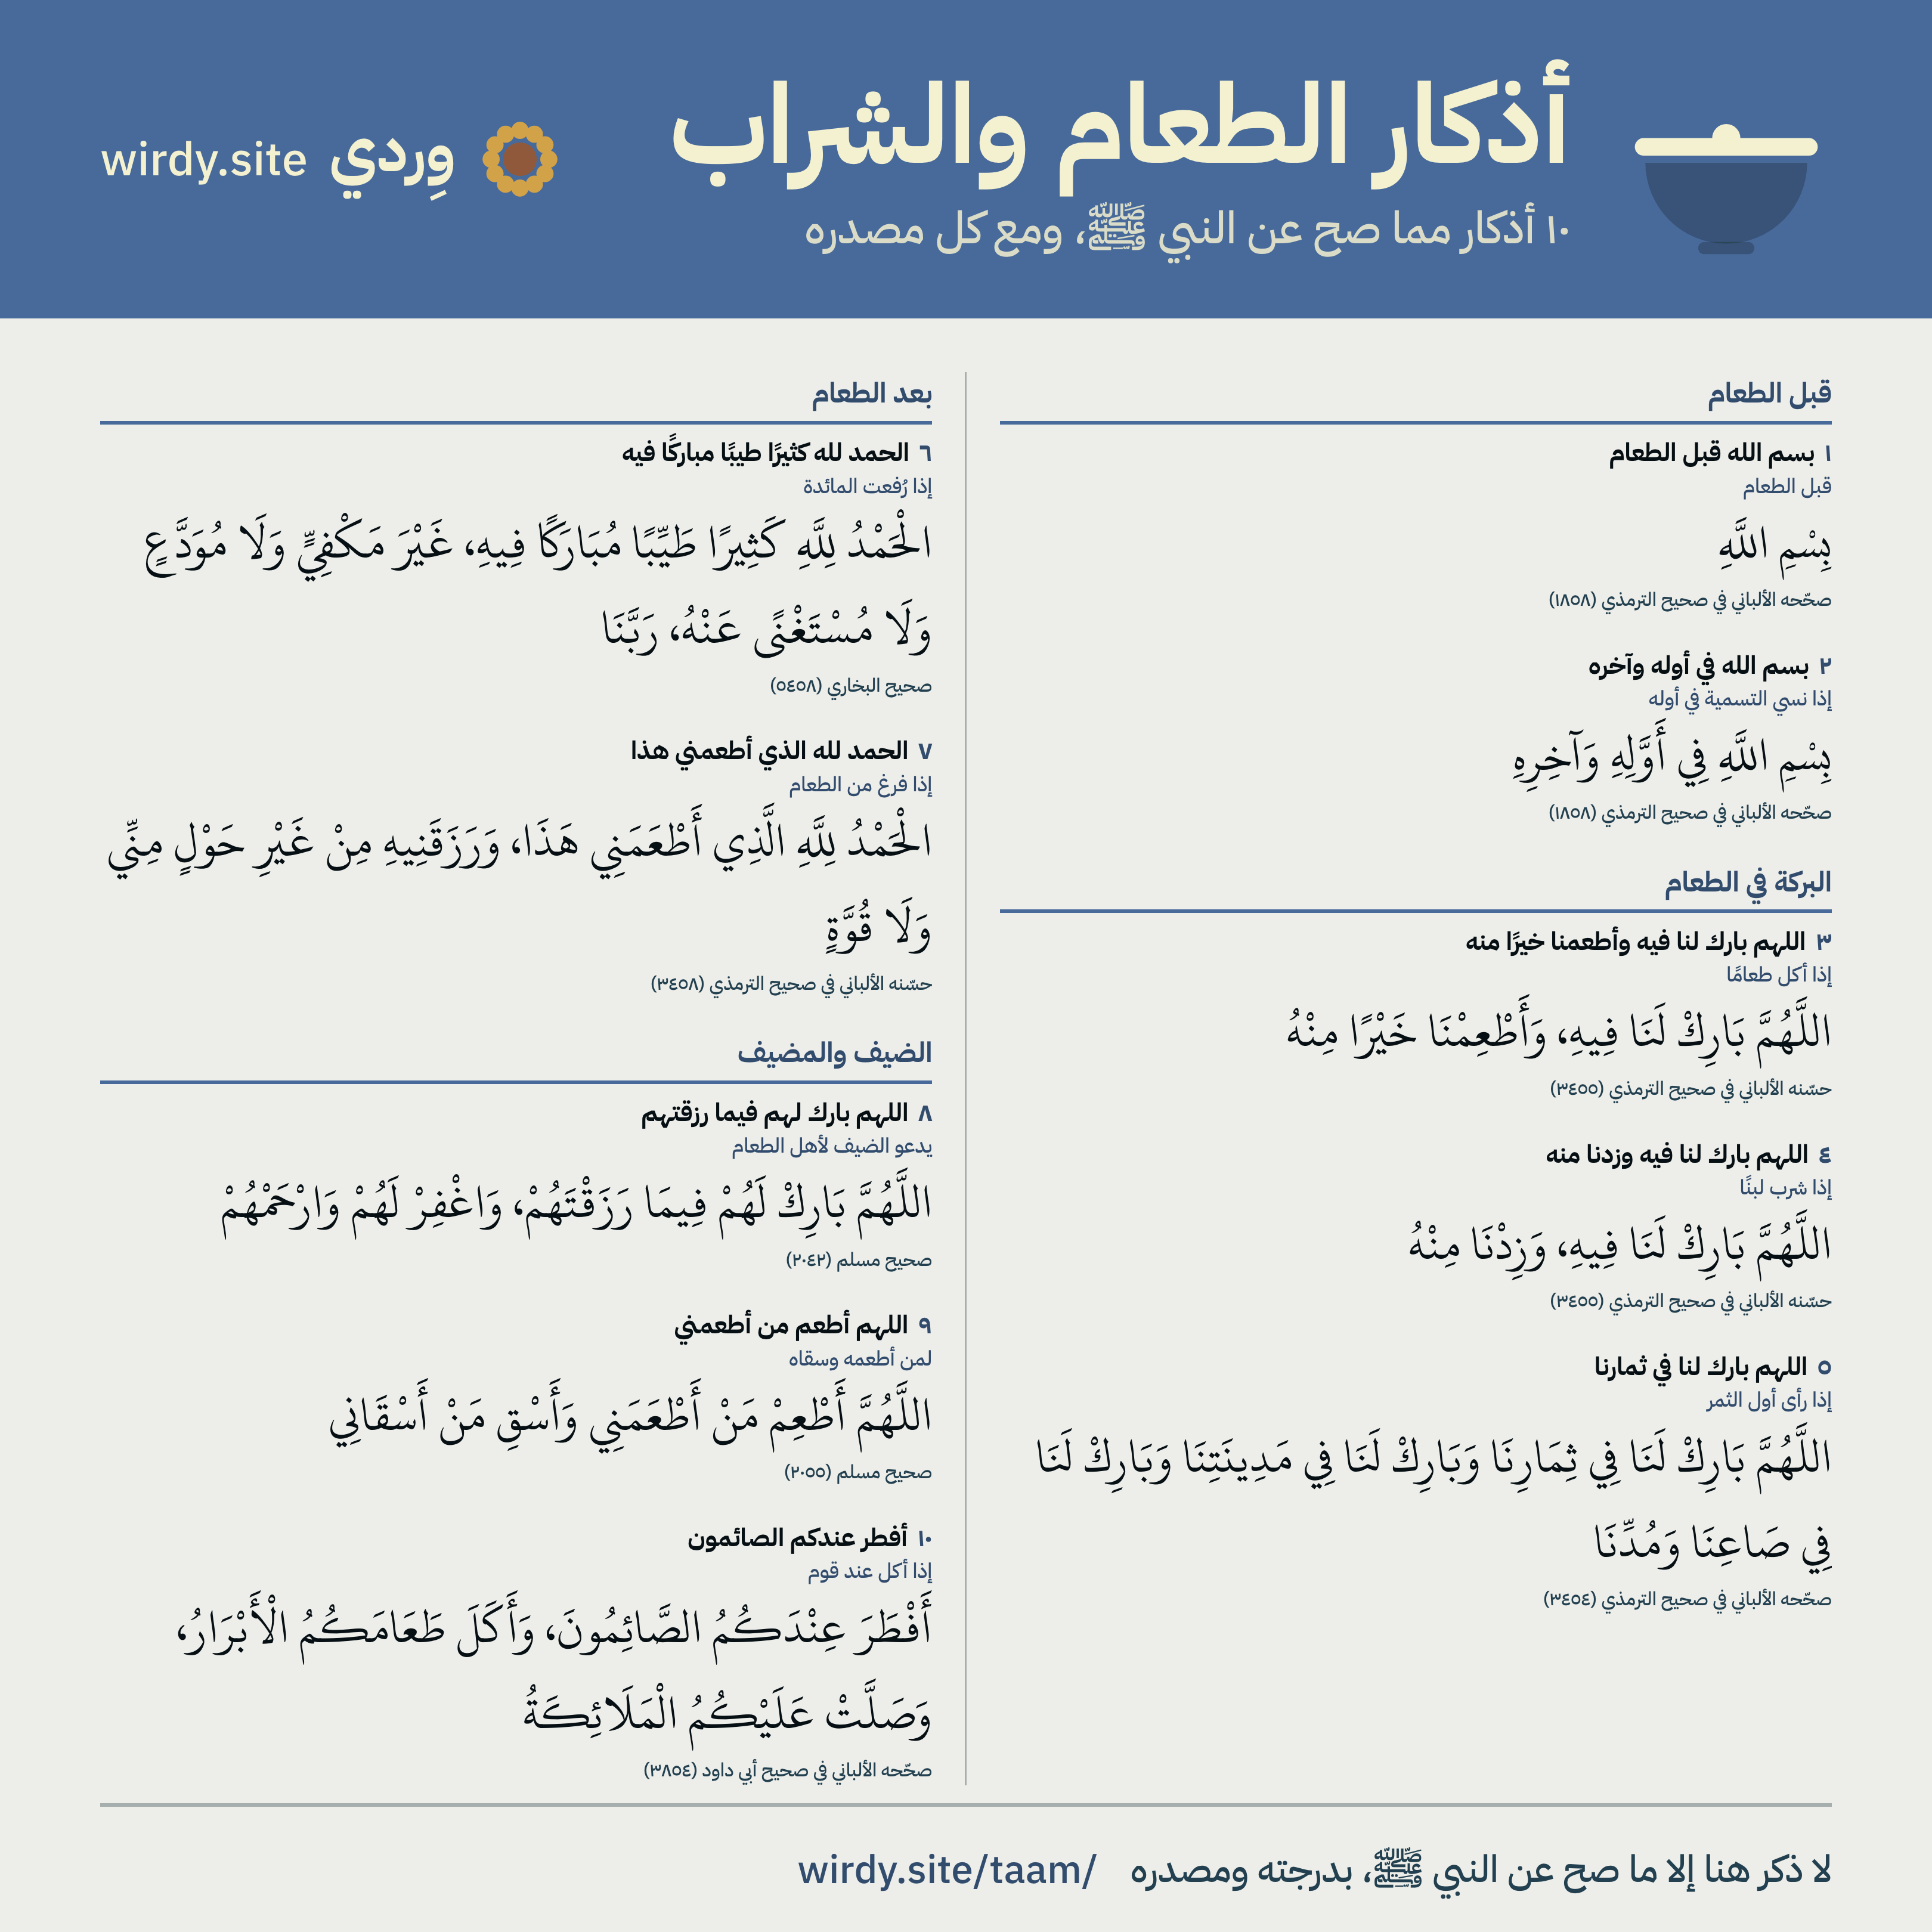 أذكار الطعام والشراب
١٠ أذكار مما صح عن النبي ﷺ، ومع كل مصدره
وِردي wirdy.site
قبل الطعام
١ بسم الله قبل الطعام
قبل الطعام
بِسْمِ اللَّهِ
صحّحه الألباني في صحيح الترمذي (١٨٥٨)
٢ بسم الله في أوله وآخره
إذا نسي التسمية في أوله
بِسْمِ اللَّهِ فِي أَوَّلِهِ وَآخِرِهِ
صحّحه الألباني في صحيح الترمذي (١٨٥٨)
البركة في الطعام
٣ اللهم بارك لنا فيه وأطعمنا خيرًا منه
إذا أكل طعامًا
اللَّهُمَّ بَارِكْ لَنَا فِيهِ، وَأَطْعِمْنَا خَيْرًا مِنْهُ
حسّنه الألباني في صحيح الترمذي (٣٤٥٥)
٤ اللهم بارك لنا فيه وزدنا منه
إذا شرب لبنًا
اللَّهُمَّ بَارِكْ لَنَا فِيهِ، وَزِدْنَا مِنْهُ
حسّنه الألباني في صحيح الترمذي (٣٤٥٥)
٥ اللهم بارك لنا في ثمارنا
إذا رأى أول الثمر
اللَّهُمَّ بَارِكْ لَنَا فِي ثِمَارِنَا وَبَارِكْ لَنَا فِي مَدِينَتِنَا وَبَارِكْ لَنَا
فِي صَاعِنَا وَمُدِّنَا
صحّحه الألباني في صحيح الترمذي (٣٤٥٤)
بعد الطعام
٦ الحمد لله كثيرًا طيبًا مباركًا فيه
إذا رُفعت المائدة
الْحَمْدُ لِلَّهِ كَثِيرًا طَيِّبًا مُبَارَكًا فِيهِ، غَيْرَ مَكْفِيٍّ وَلَا مُوَدَّعٍ
وَلَا مُسْتَغْنًى عَنْهُ، رَبَّنَا
صحيح البخاري (٥٤٥٨)
٧ الحمد لله الذي أطعمني هذا
إذا فرغ من الطعام
الْحَمْدُ لِلَّهِ الَّذِي أَطْعَمَنِي هَذَا، وَرَزَقَنِيهِ مِنْ غَيْرِ حَوْلٍ مِنِّي
وَلَا قُوَّةٍ
حسّنه الألباني في صحيح الترمذي (٣٤٥٨)
الضيف والمضيف
٨ اللهم بارك لهم فيما رزقتهم
يدعو الضيف لأهل الطعام
اللَّهُمَّ بَارِكْ لَهُمْ فِيمَا رَزَقْتَهُمْ، وَاغْفِرْ لَهُمْ وَارْحَمْهُمْ
صحيح مسلم (٢٠٤٢)
٩ اللهم أطعم من أطعمني
لمن أطعمه وسقاه
اللَّهُمَّ أَطْعِمْ مَنْ أَطْعَمَنِي وَأَسْقِ مَنْ أَسْقَانِي
صحيح مسلم (٢٠٥٥)
١٠ أفطر عندكم الصائمون
إذا أكل عند قوم
أَفْطَرَ عِنْدَكُمُ الصَّائِمُونَ، وَأَكَلَ طَعَامَكُمُ الْأَبْرَارُ،
وَصَلَّتْ عَلَيْكُمُ الْمَلَائِكَةُ
صحّحه الألباني في صحيح أبي داود (٣٨٥٤)
لا ذكر هنا إلا ما صح عن النبي ﷺ، بدرجته ومصدره wirdy.site/taam/